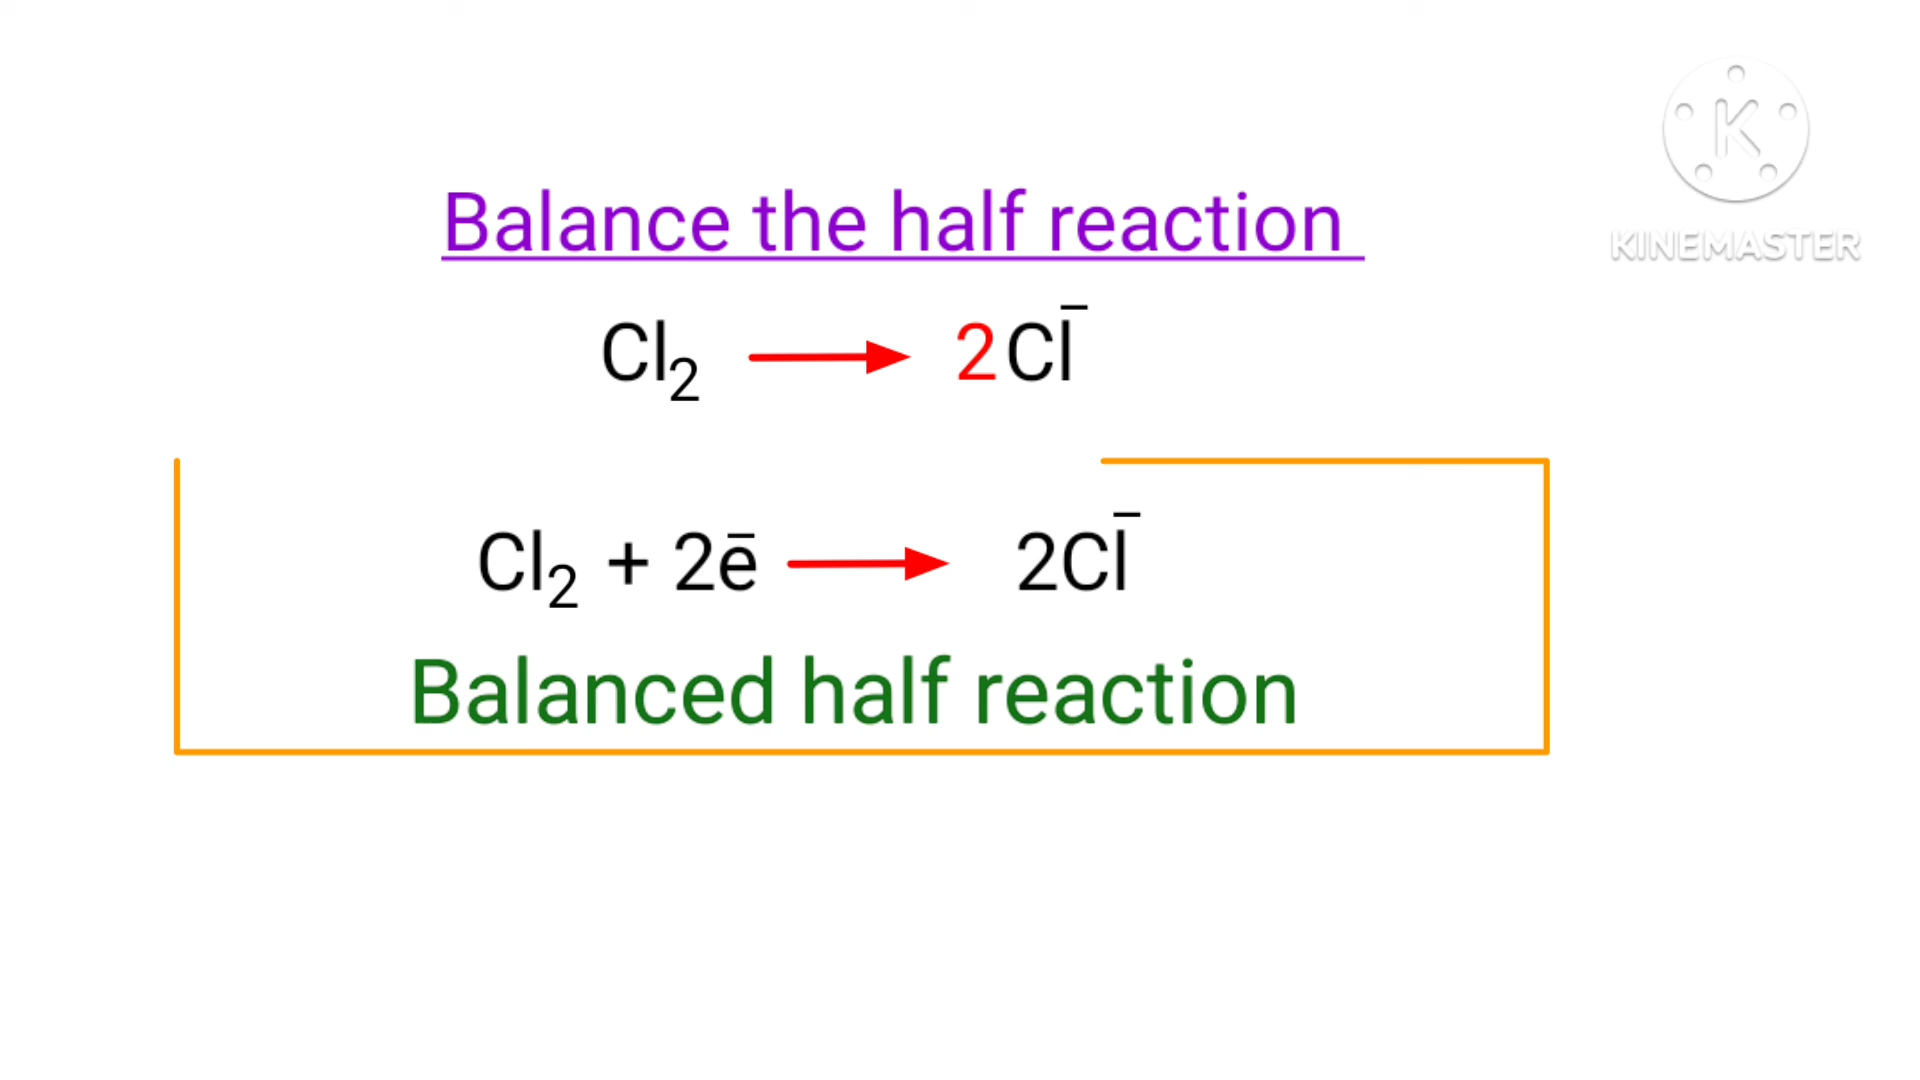 K
KINEMASTER
Balance the half reaction
Cl₂ ⟶ 2Cl⁻
Cl₂ + 2e⁻ ⟶ 2Cl⁻
Balanced half reaction